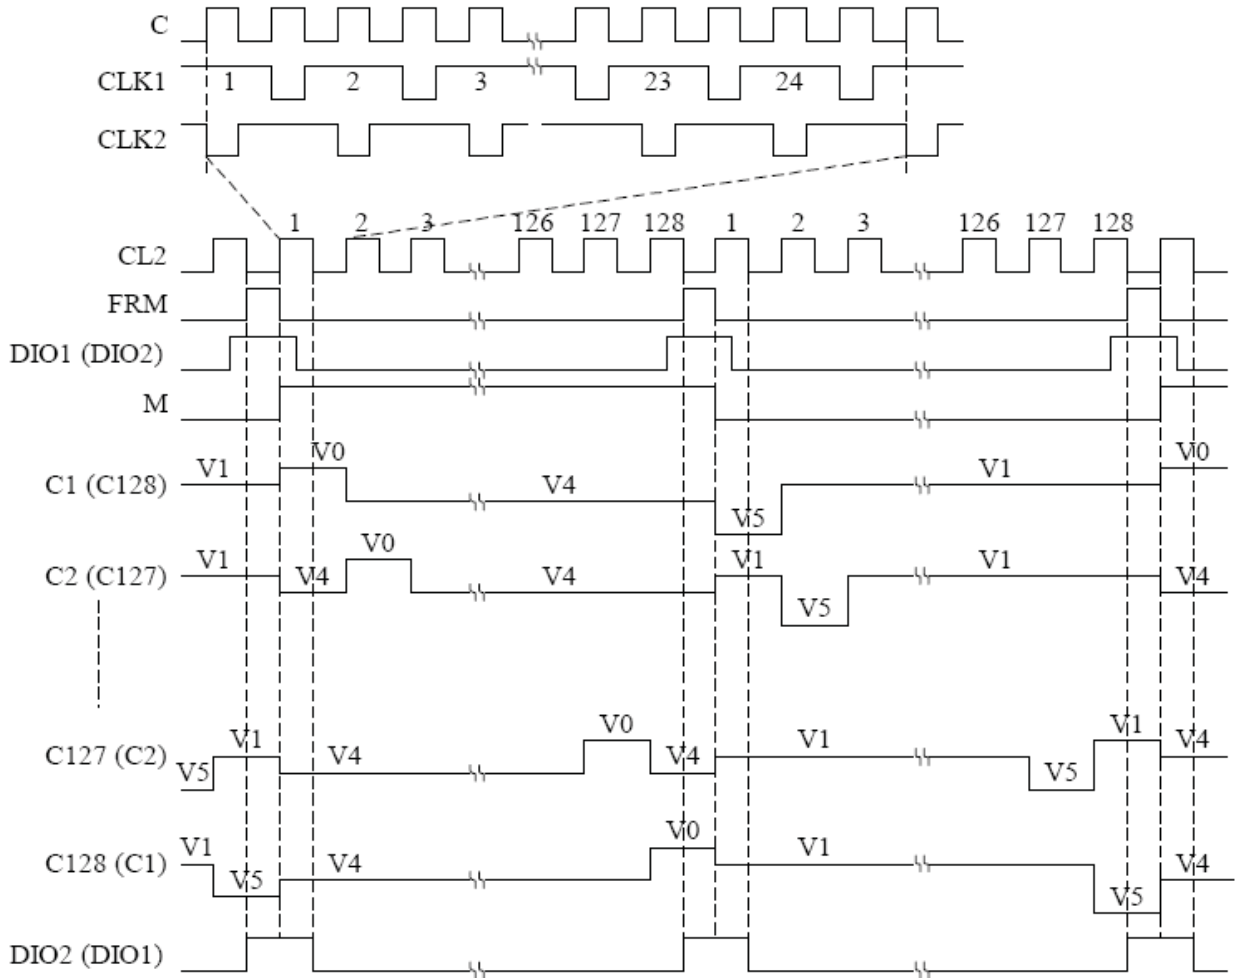 C
CLK1 1 2 3 23 24
CLK2
1 2 3 126 127 128 1 2 3 126 127 128
CL2
FRM
DIO1 (DIO2)
M
V1 V0 V4 V5 V1 V0
C1 (C128)
V1 V4 V0 V4 V1 V5 V1 V4
C2 (C127)
V5 V1 V4 V0 V4 V1 V5 V1 V4
C127 (C2)
V1 V5 V4 V0 V1 V5 V4
C128 (C1)
DIO2 (DIO1)